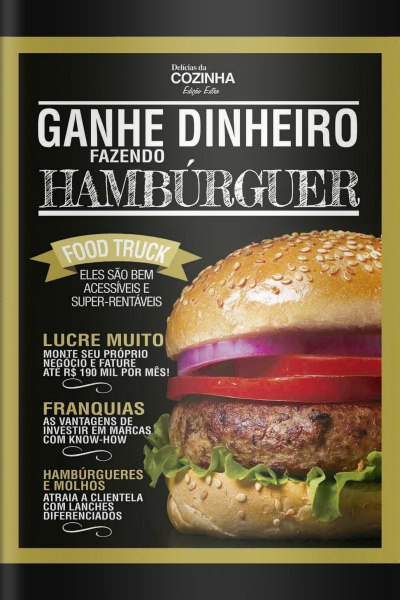 Delícias da
COZINHA
Edição Extra
GANHE DINHEIRO
FAZENDO
HAMBÚRGUER
FOOD TRUCK
ELES SÃO BEM
ACESSÍVEIS E
SUPER-RENTÁVEIS
LUCRE MUITO
MONTE SEU PRÓPRIO
NEGÓCIO E FATURE
ATÉ R$ 190 MIL POR MÊS!
FRANQUIAS
AS VANTAGENS DE
INVESTIR EM MARCAS
COM KNOW-HOW
HAMBÚRGUERES
E MOLHOS
ATRAIA A CLIENTELA
COM LANCHES
DIFERENCIADOS